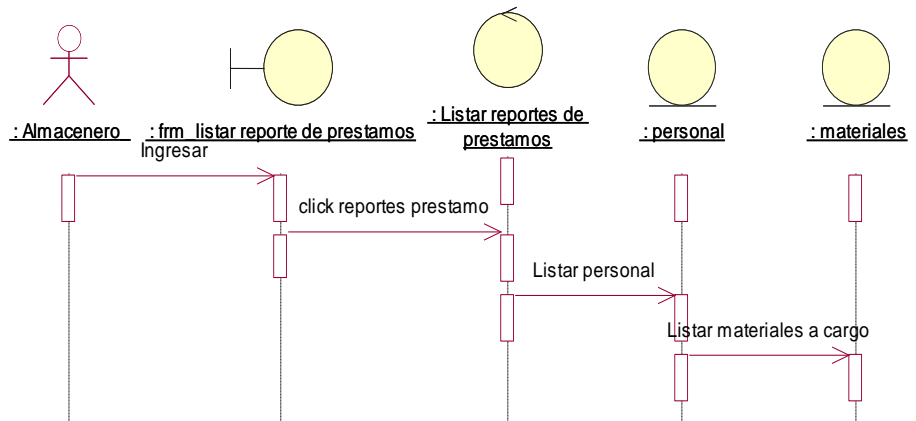 : Almacenero
: frm_listar reporte de prestamos
: Listar reportes de
prestamos
: personal
: materiales
Ingresar
click reportes prestamo
Listar personal
Listar materiales a cargo